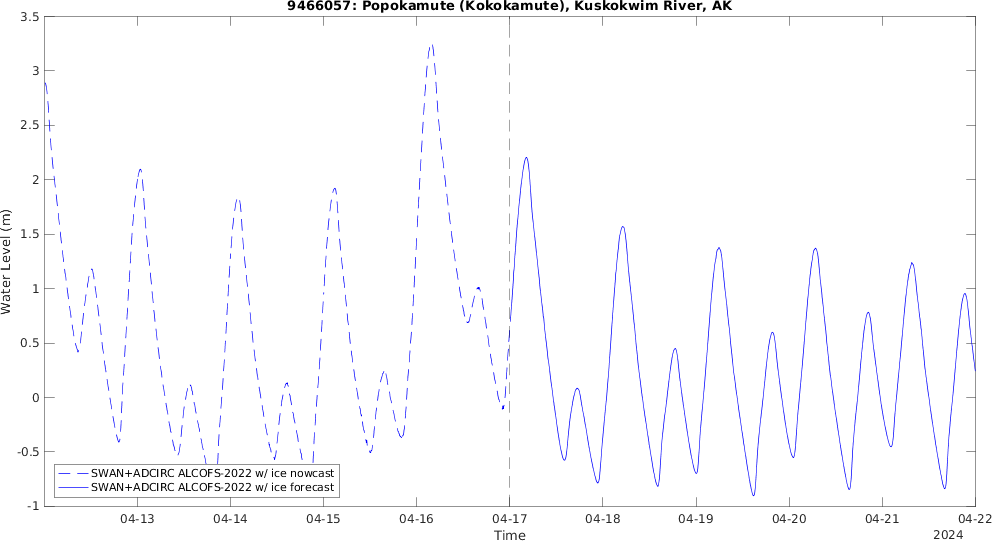 9466057: Popokamute (Kokokamute), Kuskokwim River, AK
3.5
3
2.5
2
1.5
1
0.5
0
-0.5
-1
Water Level (m)
SWAN+ADCIRC ALCOFS-2022 w/ ice nowcast
SWAN+ADCIRC ALCOFS-2022 w/ ice forecast
04-13 04-14 04-15 04-16 04-17 04-18 04-19 04-20 04-21 04-22
Time
2024